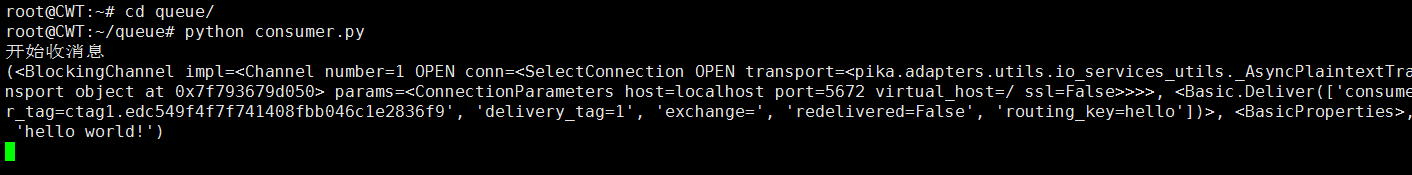 root@CWT:~# cd queue/
root@CWT:~/queue# python consumer.py
开始收消息
(<BlockingChannel impl=<Channel number=1 OPEN conn=<SelectConnection OPEN transport=<pika.adapters.utils.io_services_utils._AsyncPlaintextTra
nsport object at 0x7f793679d050> params=<ConnectionParameters host=localhost port=5672 virtual_host=/ ssl=False>>>>, <Basic.Deliver(['consume
r_tag=ctag1.edc549f4f7f741408fbb046c1e2836f9', 'delivery_tag=1', 'exchange=', 'redelivered=False', 'routing_key=hello'])>, <BasicProperties>,
'hello world!')